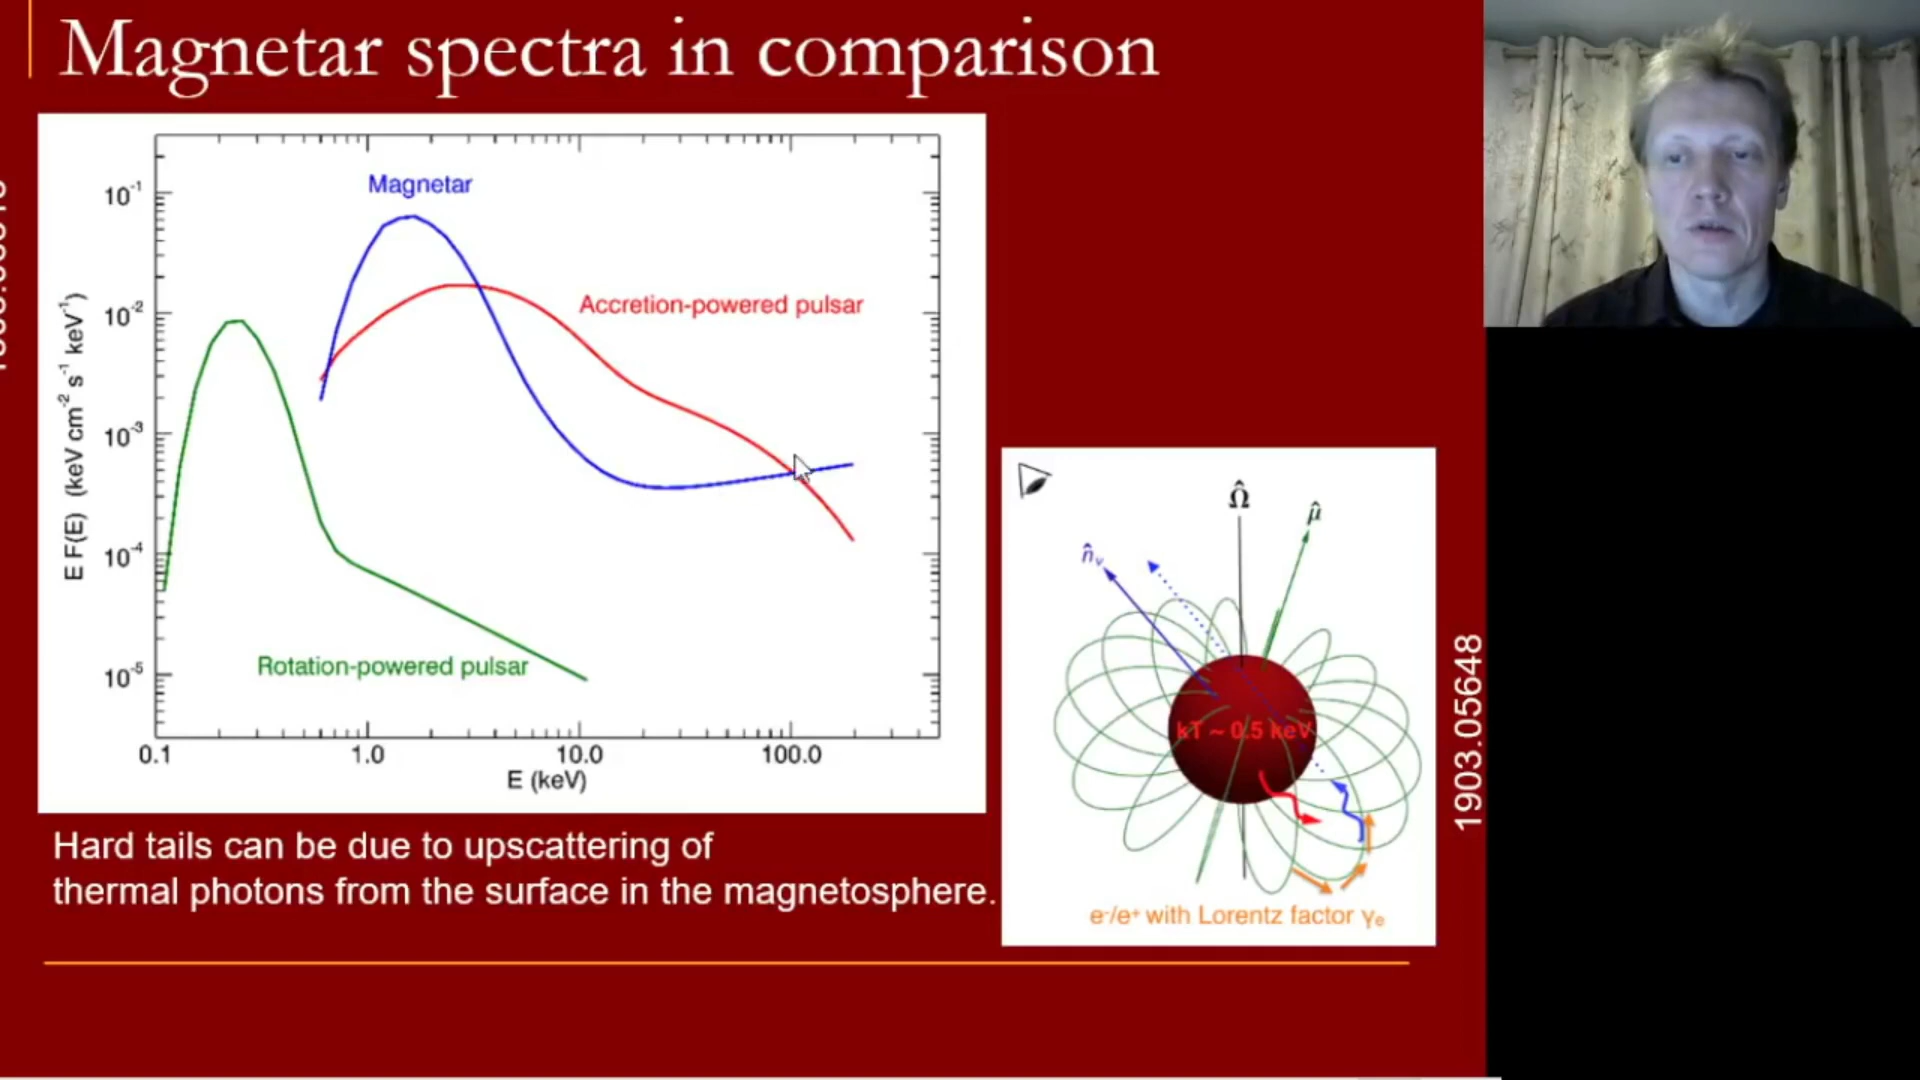 Magnetar spectra in comparison
10⁻¹
10⁻²
10⁻³
10⁻⁴
10⁻⁵
E F(E) (keV cm⁻² s⁻¹ keV⁻¹)
Magnetar
Accretion-powered pulsar
Rotation-powered pulsar
0.1 1.0 10.0 100.0
E (keV)
Hard tails can be due to upscattering of
thermal photons from the surface in the magnetosphere.
Ω̂
μ̂
n̂ᵥ
kT ~ 0.5 keV
e⁻/e⁺ with Lorentz factor γₑ
1903.05648